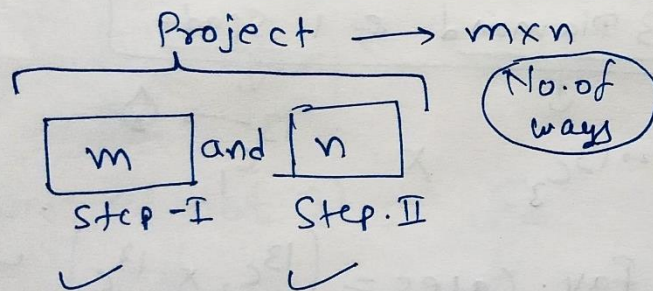 Project → m×n
No. of
ways
m and n
Step-I Step.II